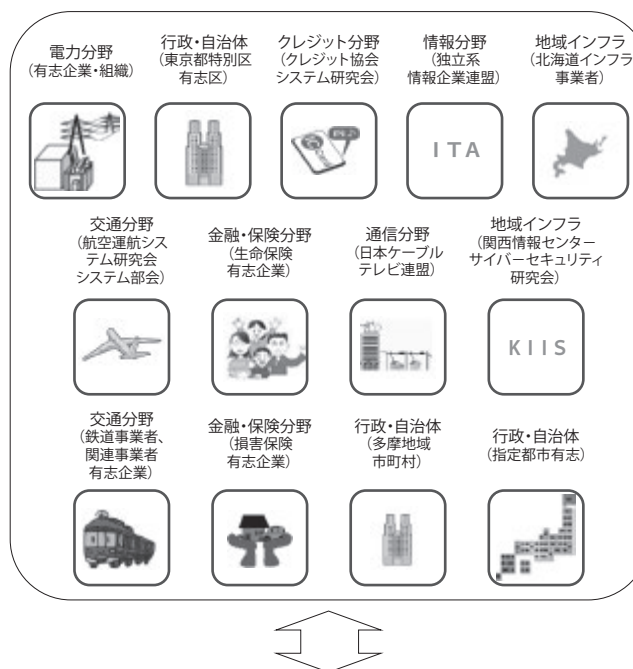 電力分野
(有志企業・組織)
行政・自治体
(東京都特別区
有志区)
クレジット分野
(クレジット協会
システム研究会)
情報分野
(独立系
情報企業連盟)
地域インフラ
(北海道インフラ
事業者)
ITA
交通分野
(航空運航シス
テム研究会
システム部会)
金融・保険分野
(生命保険
有志企業)
通信分野
(日本ケーブル
テレビ連盟)
地域インフラ
(関西情報センター
サイバーセキュリティ
研究会)
KIIS
交通分野
(鉄道事業者、
関連事業者
有志企業)
金融・保険分野
(損害保険
有志企業)
行政・自治体
(多摩地域
市町村)
行政・自治体
(指定都市有志)